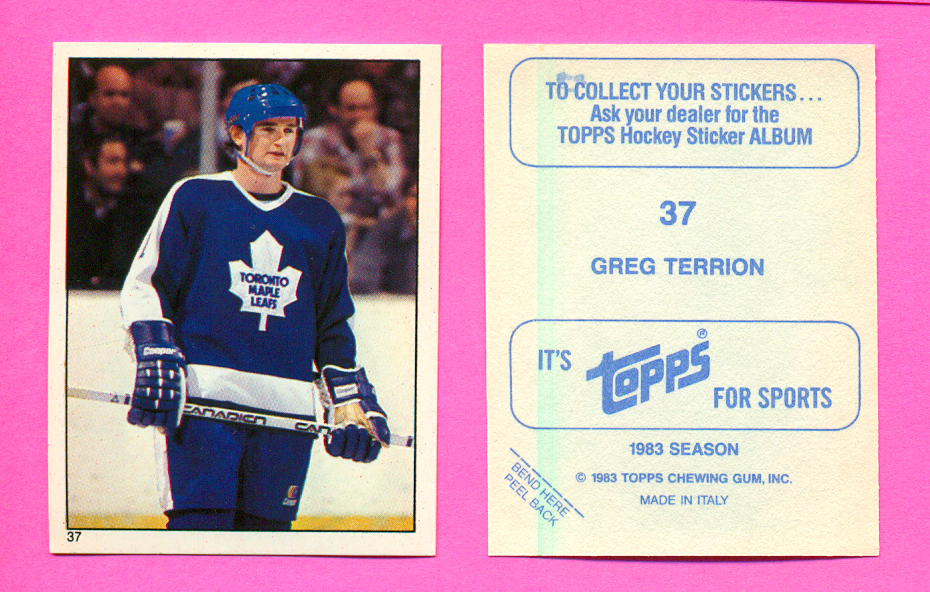 TORONTO
MAPLE
LEAFS
Cooper
CANADIEN
CAN
37
TO COLLECT YOUR STICKERS...
Ask your dealer for the
TOPPS Hockey Sticker ALBUM
37
GREG TERRION
IT'S
topps®
FOR SPORTS
1983 SEASON
© 1983 TOPPS CHEWING GUM, INC.
MADE IN ITALY
BEND HERE
PEEL BACK